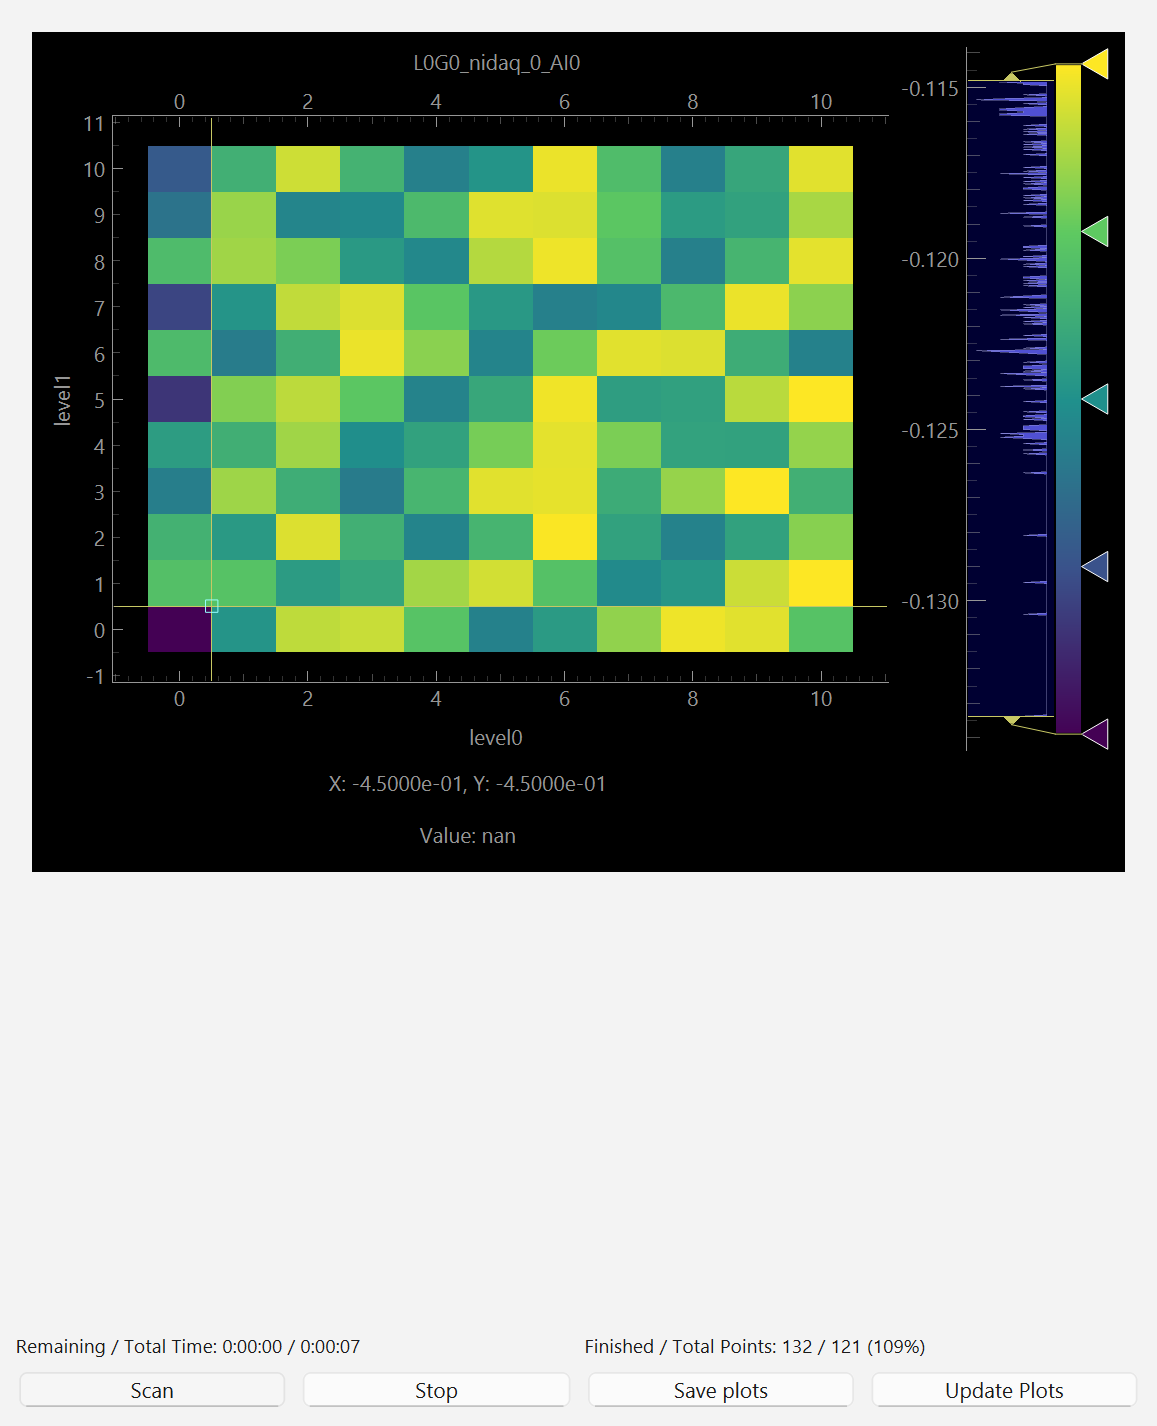 L0G0_nidaq_0_AI0
0 2 4 6 8 10
11
10
9
8
7
6
5
4
3
2
1
0
-1
level1
0 2 4 6 8 10
level0
X: -4.5000e-01, Y: -4.5000e-01
Value: nan
-0.115
-0.120
-0.125
-0.130
Remaining / Total Time: 0:00:00 / 0:00:07
Finished / Total Points: 132 / 121 (109%)
Scan
Stop
Save plots
Update Plots